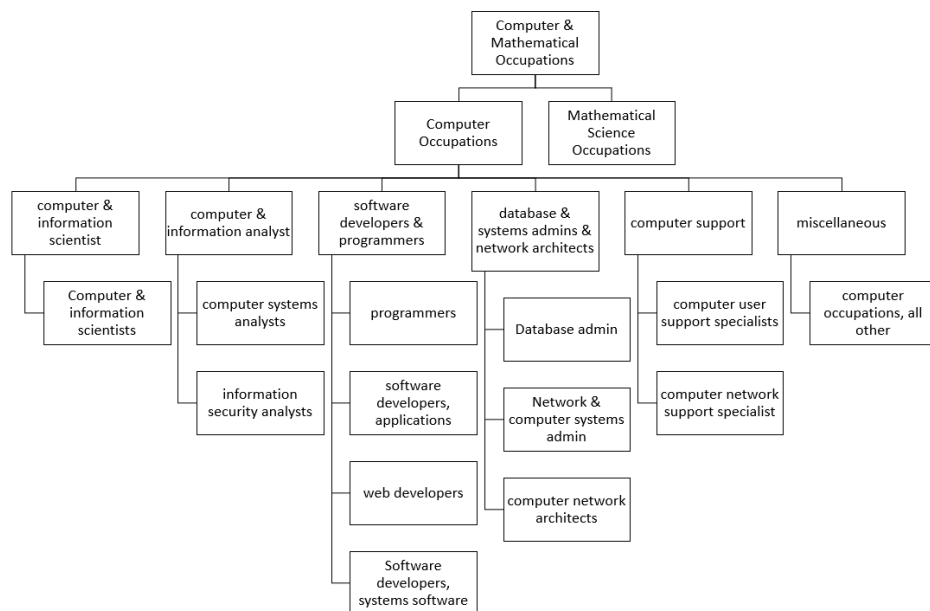 Computer &
Mathematical
Occupations
Computer
Occupations
Mathematical
Science
Occupations
computer &
information
scientist
computer &
information analyst
software
developers &
programmers
database &
systems admins &
network architects
computer support
miscellaneous
Computer &
information
scientists
computer systems
analysts
information
security analysts
programmers
software
developers,
applications
web developers
Software
developers,
systems software
Database admin
Network &
computer systems
admin
computer network
architects
computer user
support specialists
computer network
support specialist
computer
occupations, all
other